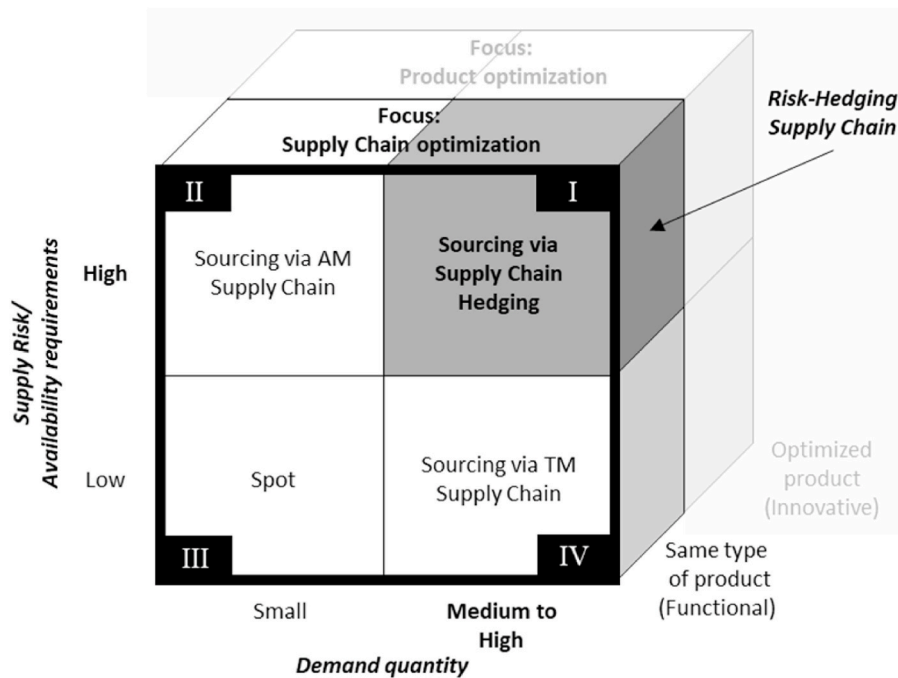 Focus:
Product optimization
Focus:
Supply Chain optimization
Risk-Hedging
Supply Chain
II
I
Sourcing via AM
Supply Chain
Sourcing via
Supply Chain
Hedging
High
Supply Risk/
Availability requirements
Low
Spot
Sourcing via TM
Supply Chain
Optimized
product
(Innovative)
III
IV
Same type
of product
(Functional)
Small
Medium to
High
Demand quantity